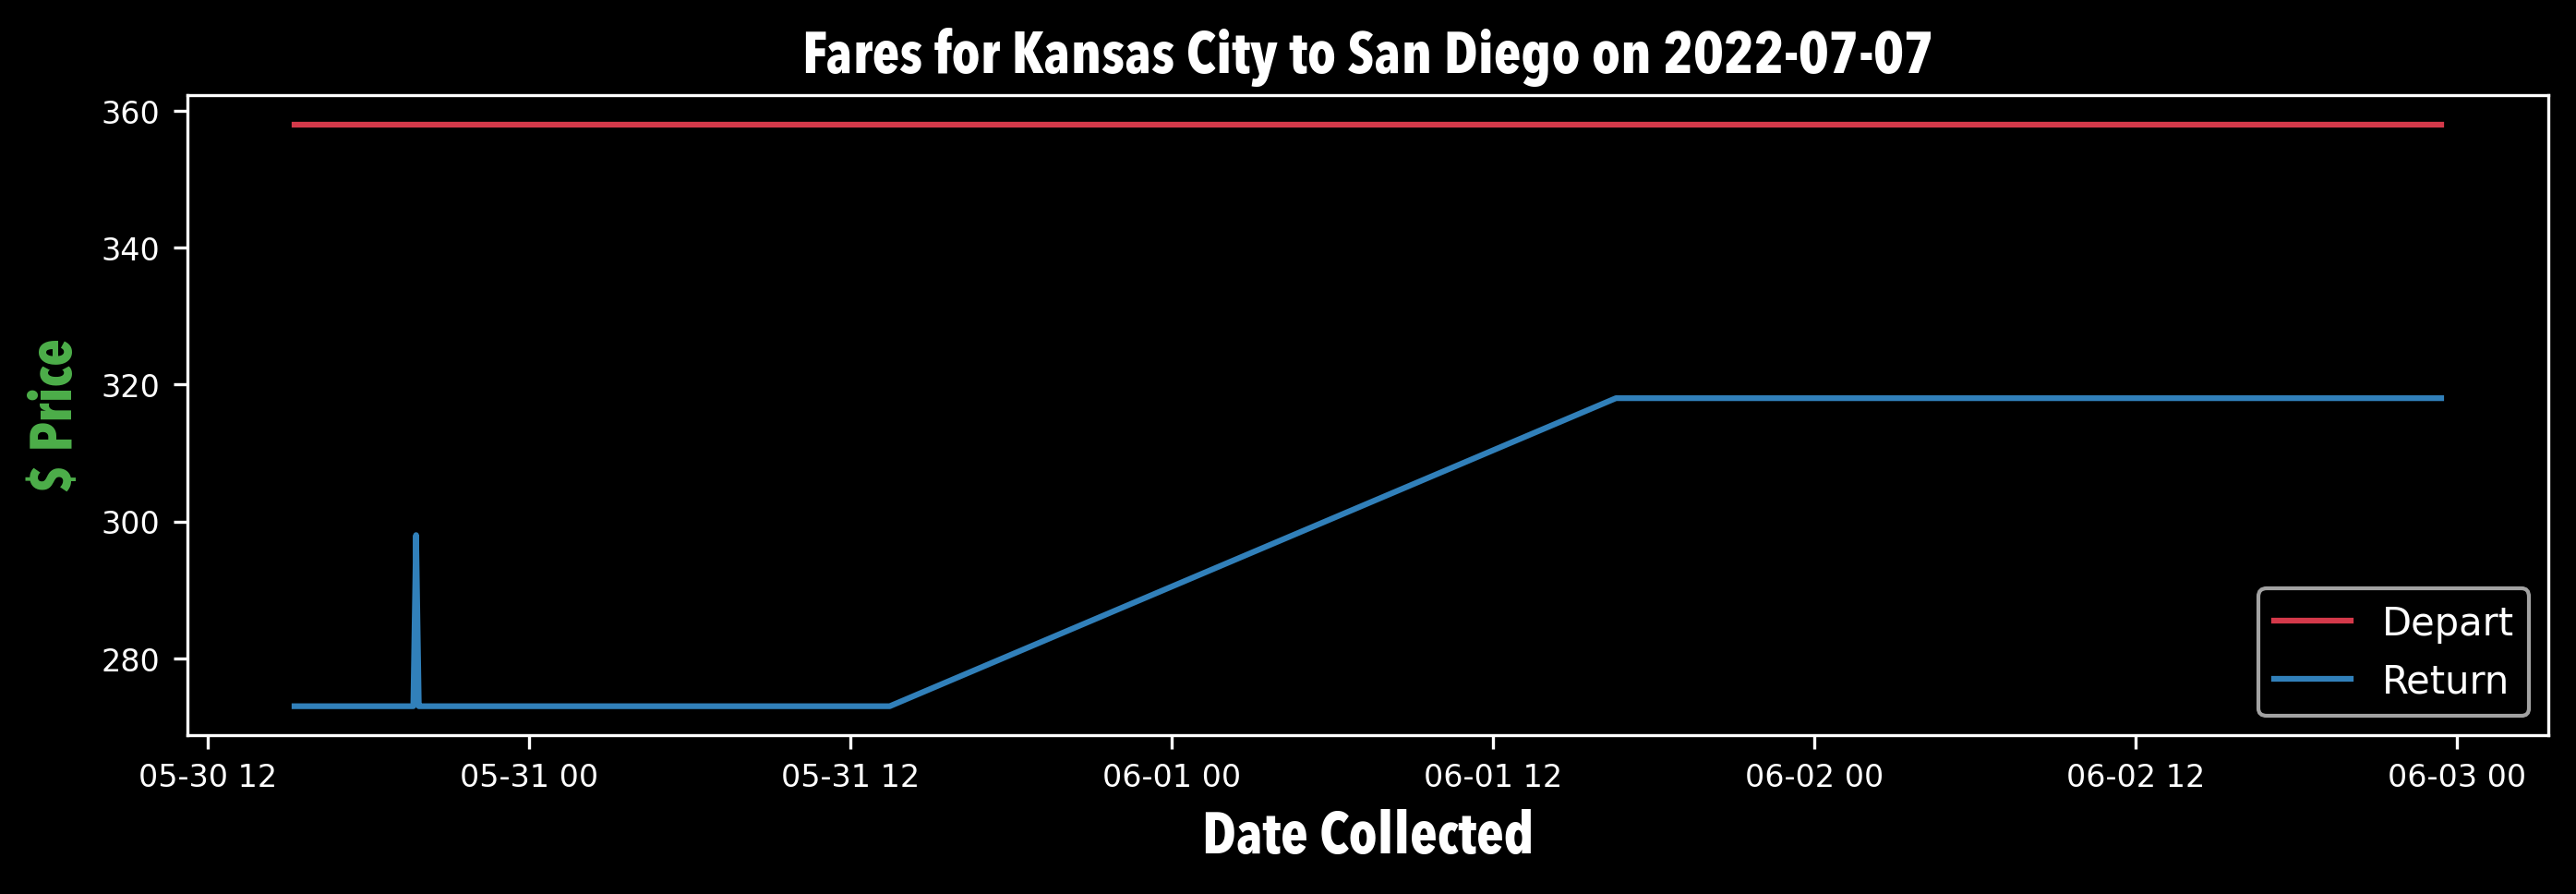 Fares for Kansas City to San Diego on 2022-07-07
360
340
320
300
280
$ Price
Depart
Return
05-30 12
05-31 00
05-31 12
06-01 00
06-01 12
06-02 00
06-02 12
06-03 00
Date Collected